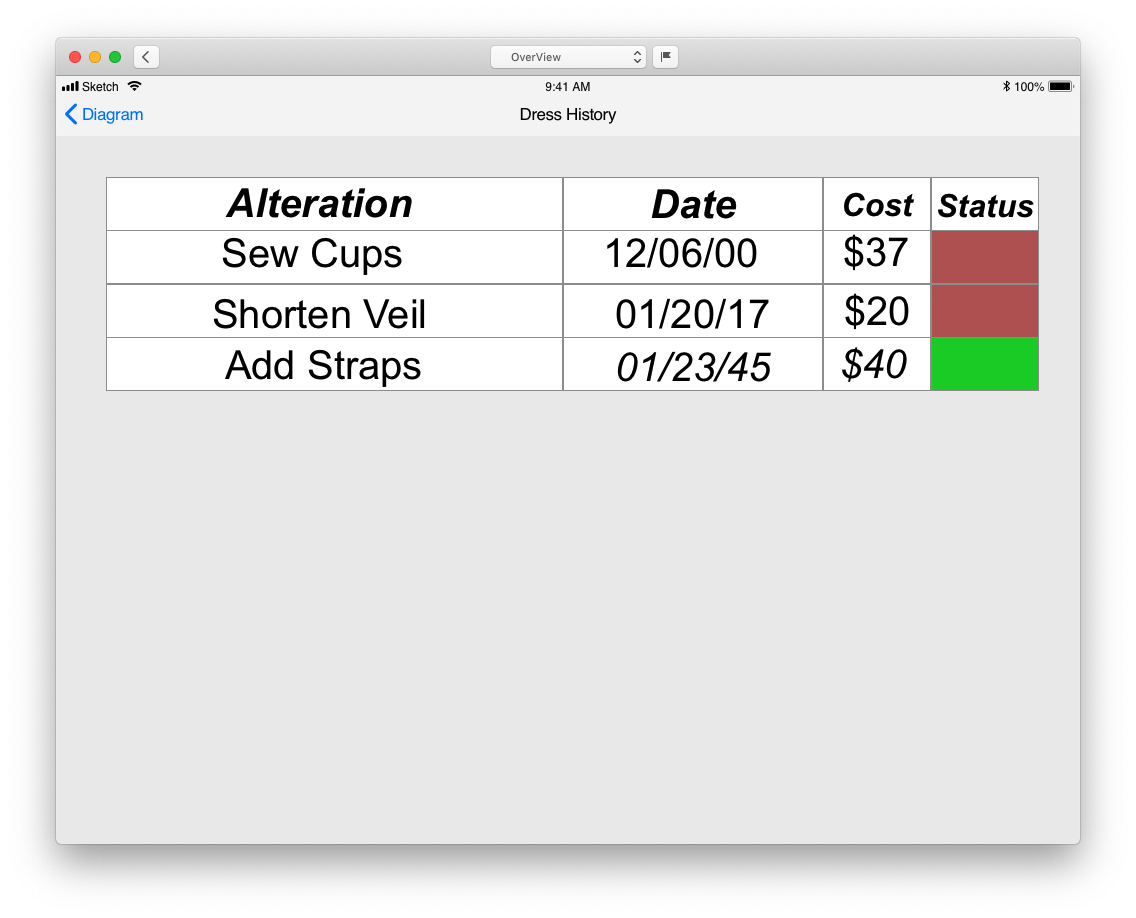 OverView
Sketch 9:41 AM 100%
Diagram Dress History
Alteration Date Cost Status
Sew Cups 12/06/00 $37
Shorten Veil 01/20/17 $20
Add Straps 01/23/45 $40